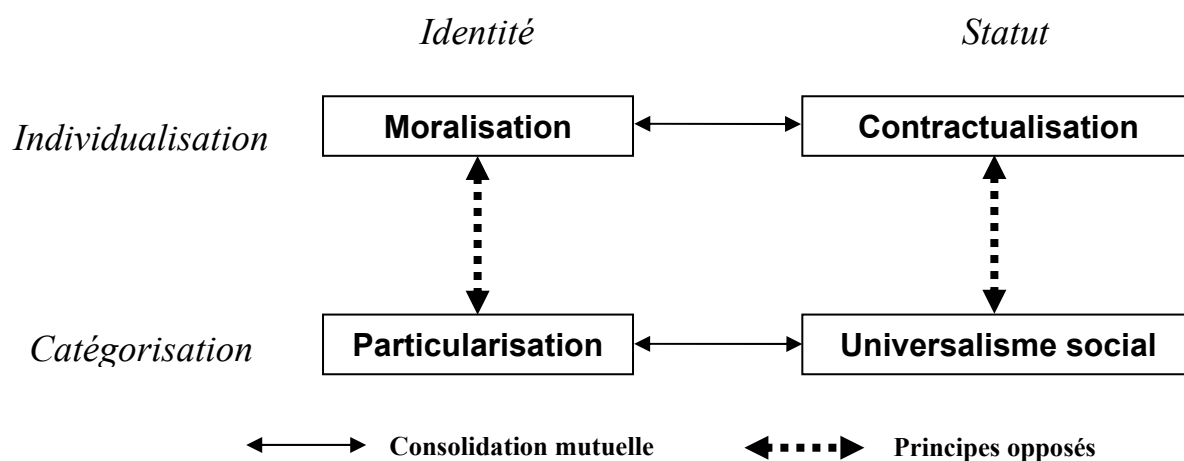 Identité Statut
Individualisation Moralisation Contractualisation
Catégorisation Particularisation Universalisme social
Consolidation mutuelle Principes opposés